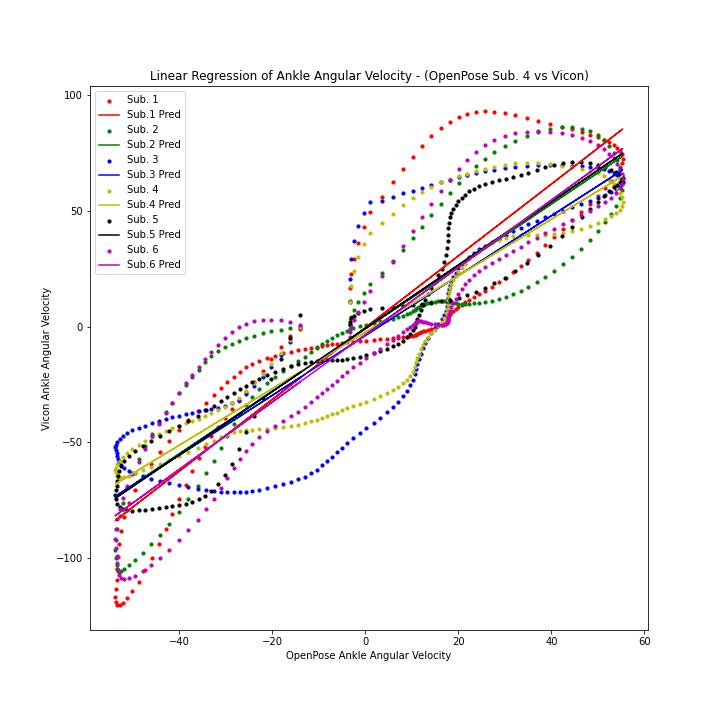 Linear Regression of Ankle Angular Velocity - (OpenPose Sub. 4 vs Vicon)
Sub. 1
Sub.1 Pred
Sub. 2
Sub.2 Pred
Sub. 3
Sub.3 Pred
Sub. 4
Sub.4 Pred
Sub. 5
Sub.5 Pred
Sub. 6
Sub.6 Pred
Vicon Ankle Angular Velocity
100
50
0
−50
−100
−40 −20 0 20 40 60
OpenPose Ankle Angular Velocity